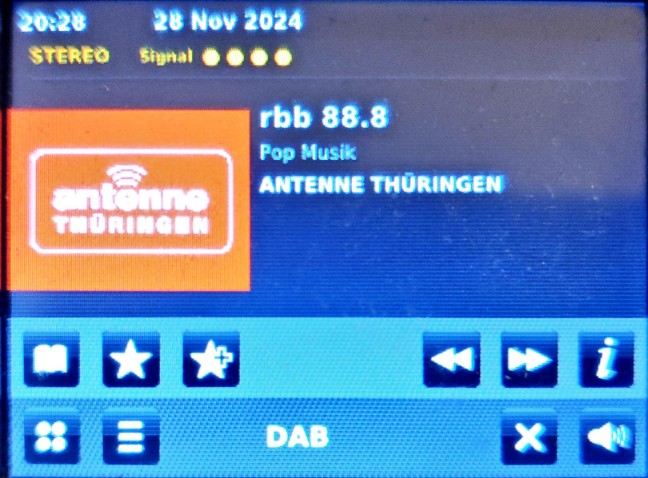 20:28 28 Nov 2024
STEREO Signal
rbb 88.8
Pop Musik
ANTENNE THÜRINGEN
antenne
THÜRINGEN
i
DAB